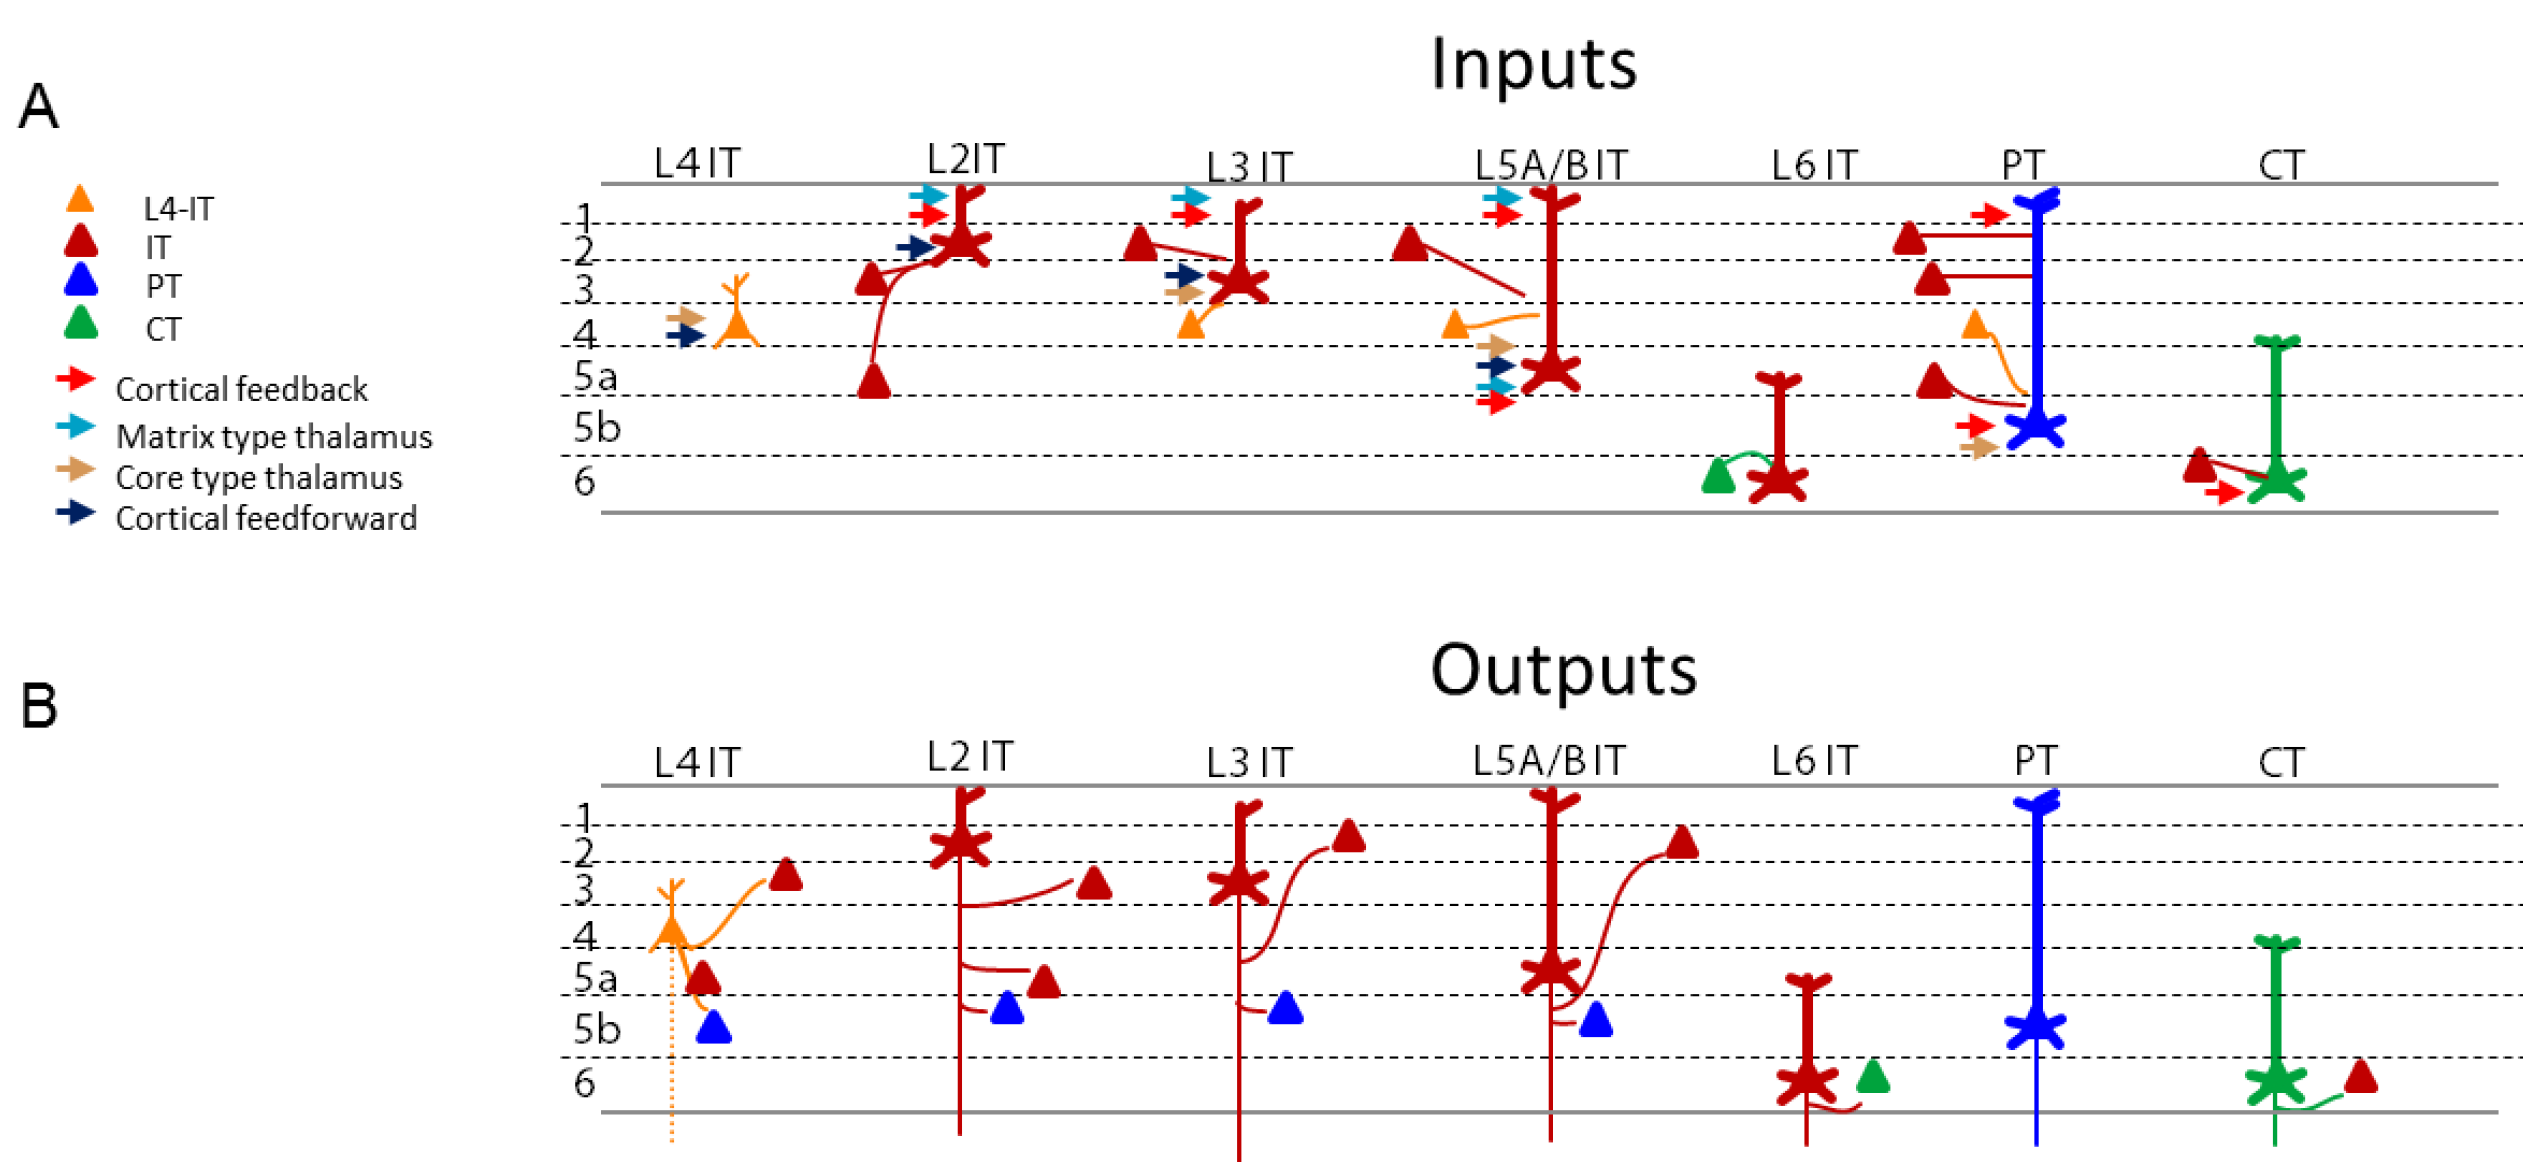 Inputs
A
L4 IT L2IT L3 IT L5A/B IT L6 IT PT CT
L4-IT
IT
PT
CT
Cortical feedback
Matrix type thalamus
Core type thalamus
Cortical feedforward
1
2
3
4
5a
5b
6
Outputs
B
L4 IT L2 IT L3 IT L5A/B IT L6 IT PT CT
1
2
3
4
5a
5b
6